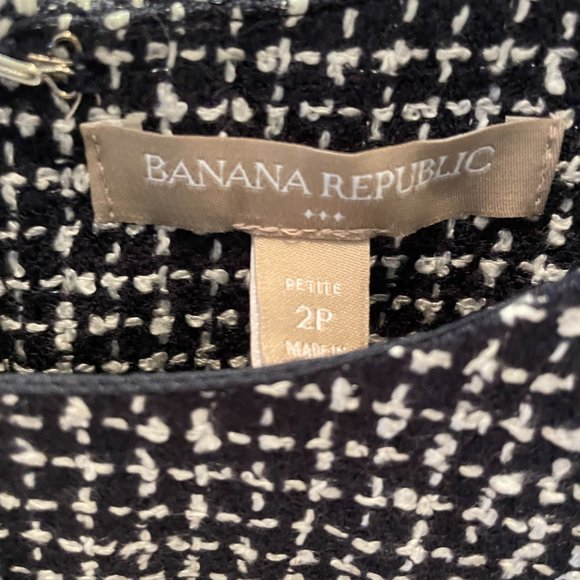 BANANA REPUBLIC
PETITE
2P
MADE IN